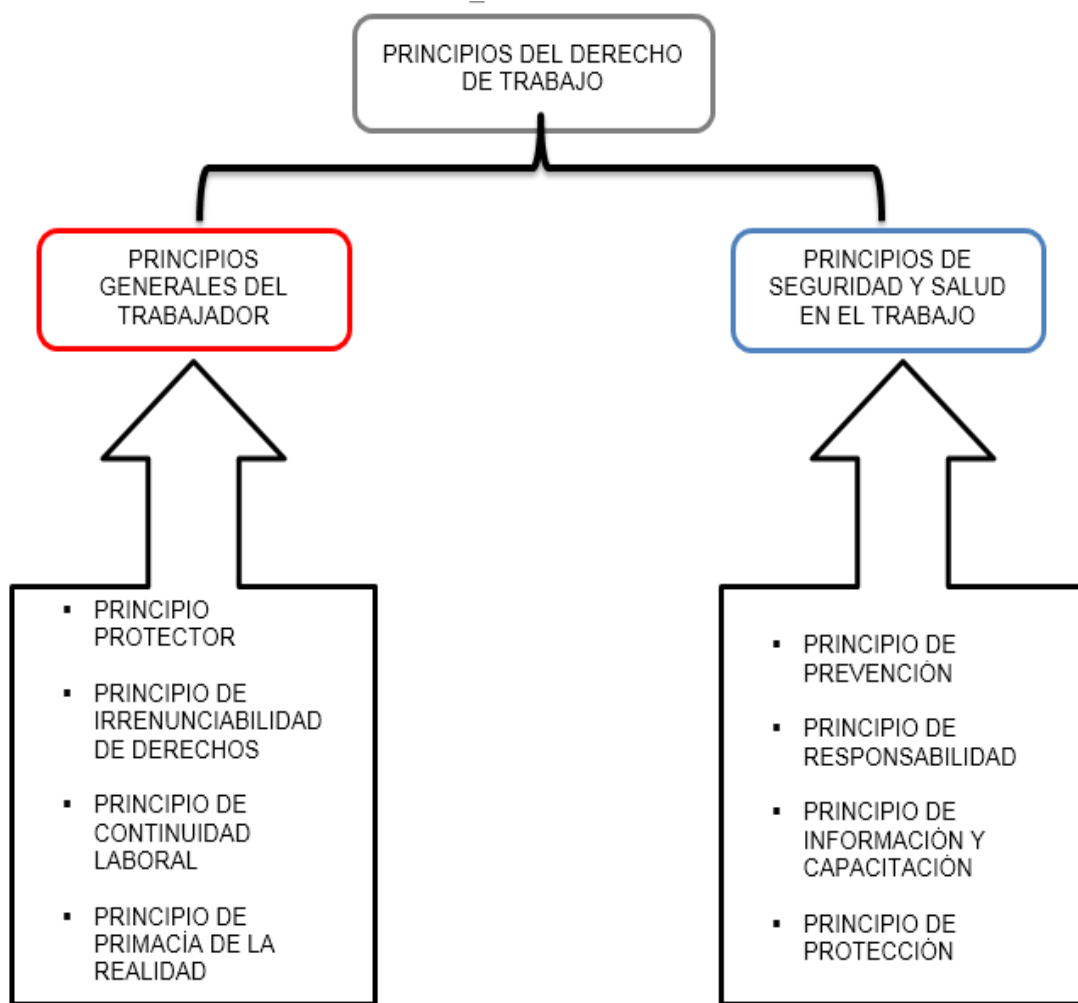 PRINCIPIOS DEL DERECHO
DE TRABAJO
PRINCIPIOS
GENERALES DEL
TRABAJADOR
PRINCIPIOS DE
SEGURIDAD Y SALUD
EN EL TRABAJO
▪ PRINCIPIO
PROTECTOR
▪ PRINCIPIO DE
IRRENUNCIABILIDAD
DE DERECHOS
▪ PRINCIPIO DE
CONTINUIDAD
LABORAL
▪ PRINCIPIO DE
PRIMACÍA DE LA
REALIDAD
▪ PRINCIPIO DE
PREVENCIÓN
▪ PRINCIPIO DE
RESPONSABILIDAD
▪ PRINCIPIO DE
INFORMACIÓN Y
CAPACITACIÓN
▪ PRINCIPIO DE
PROTECCIÓN